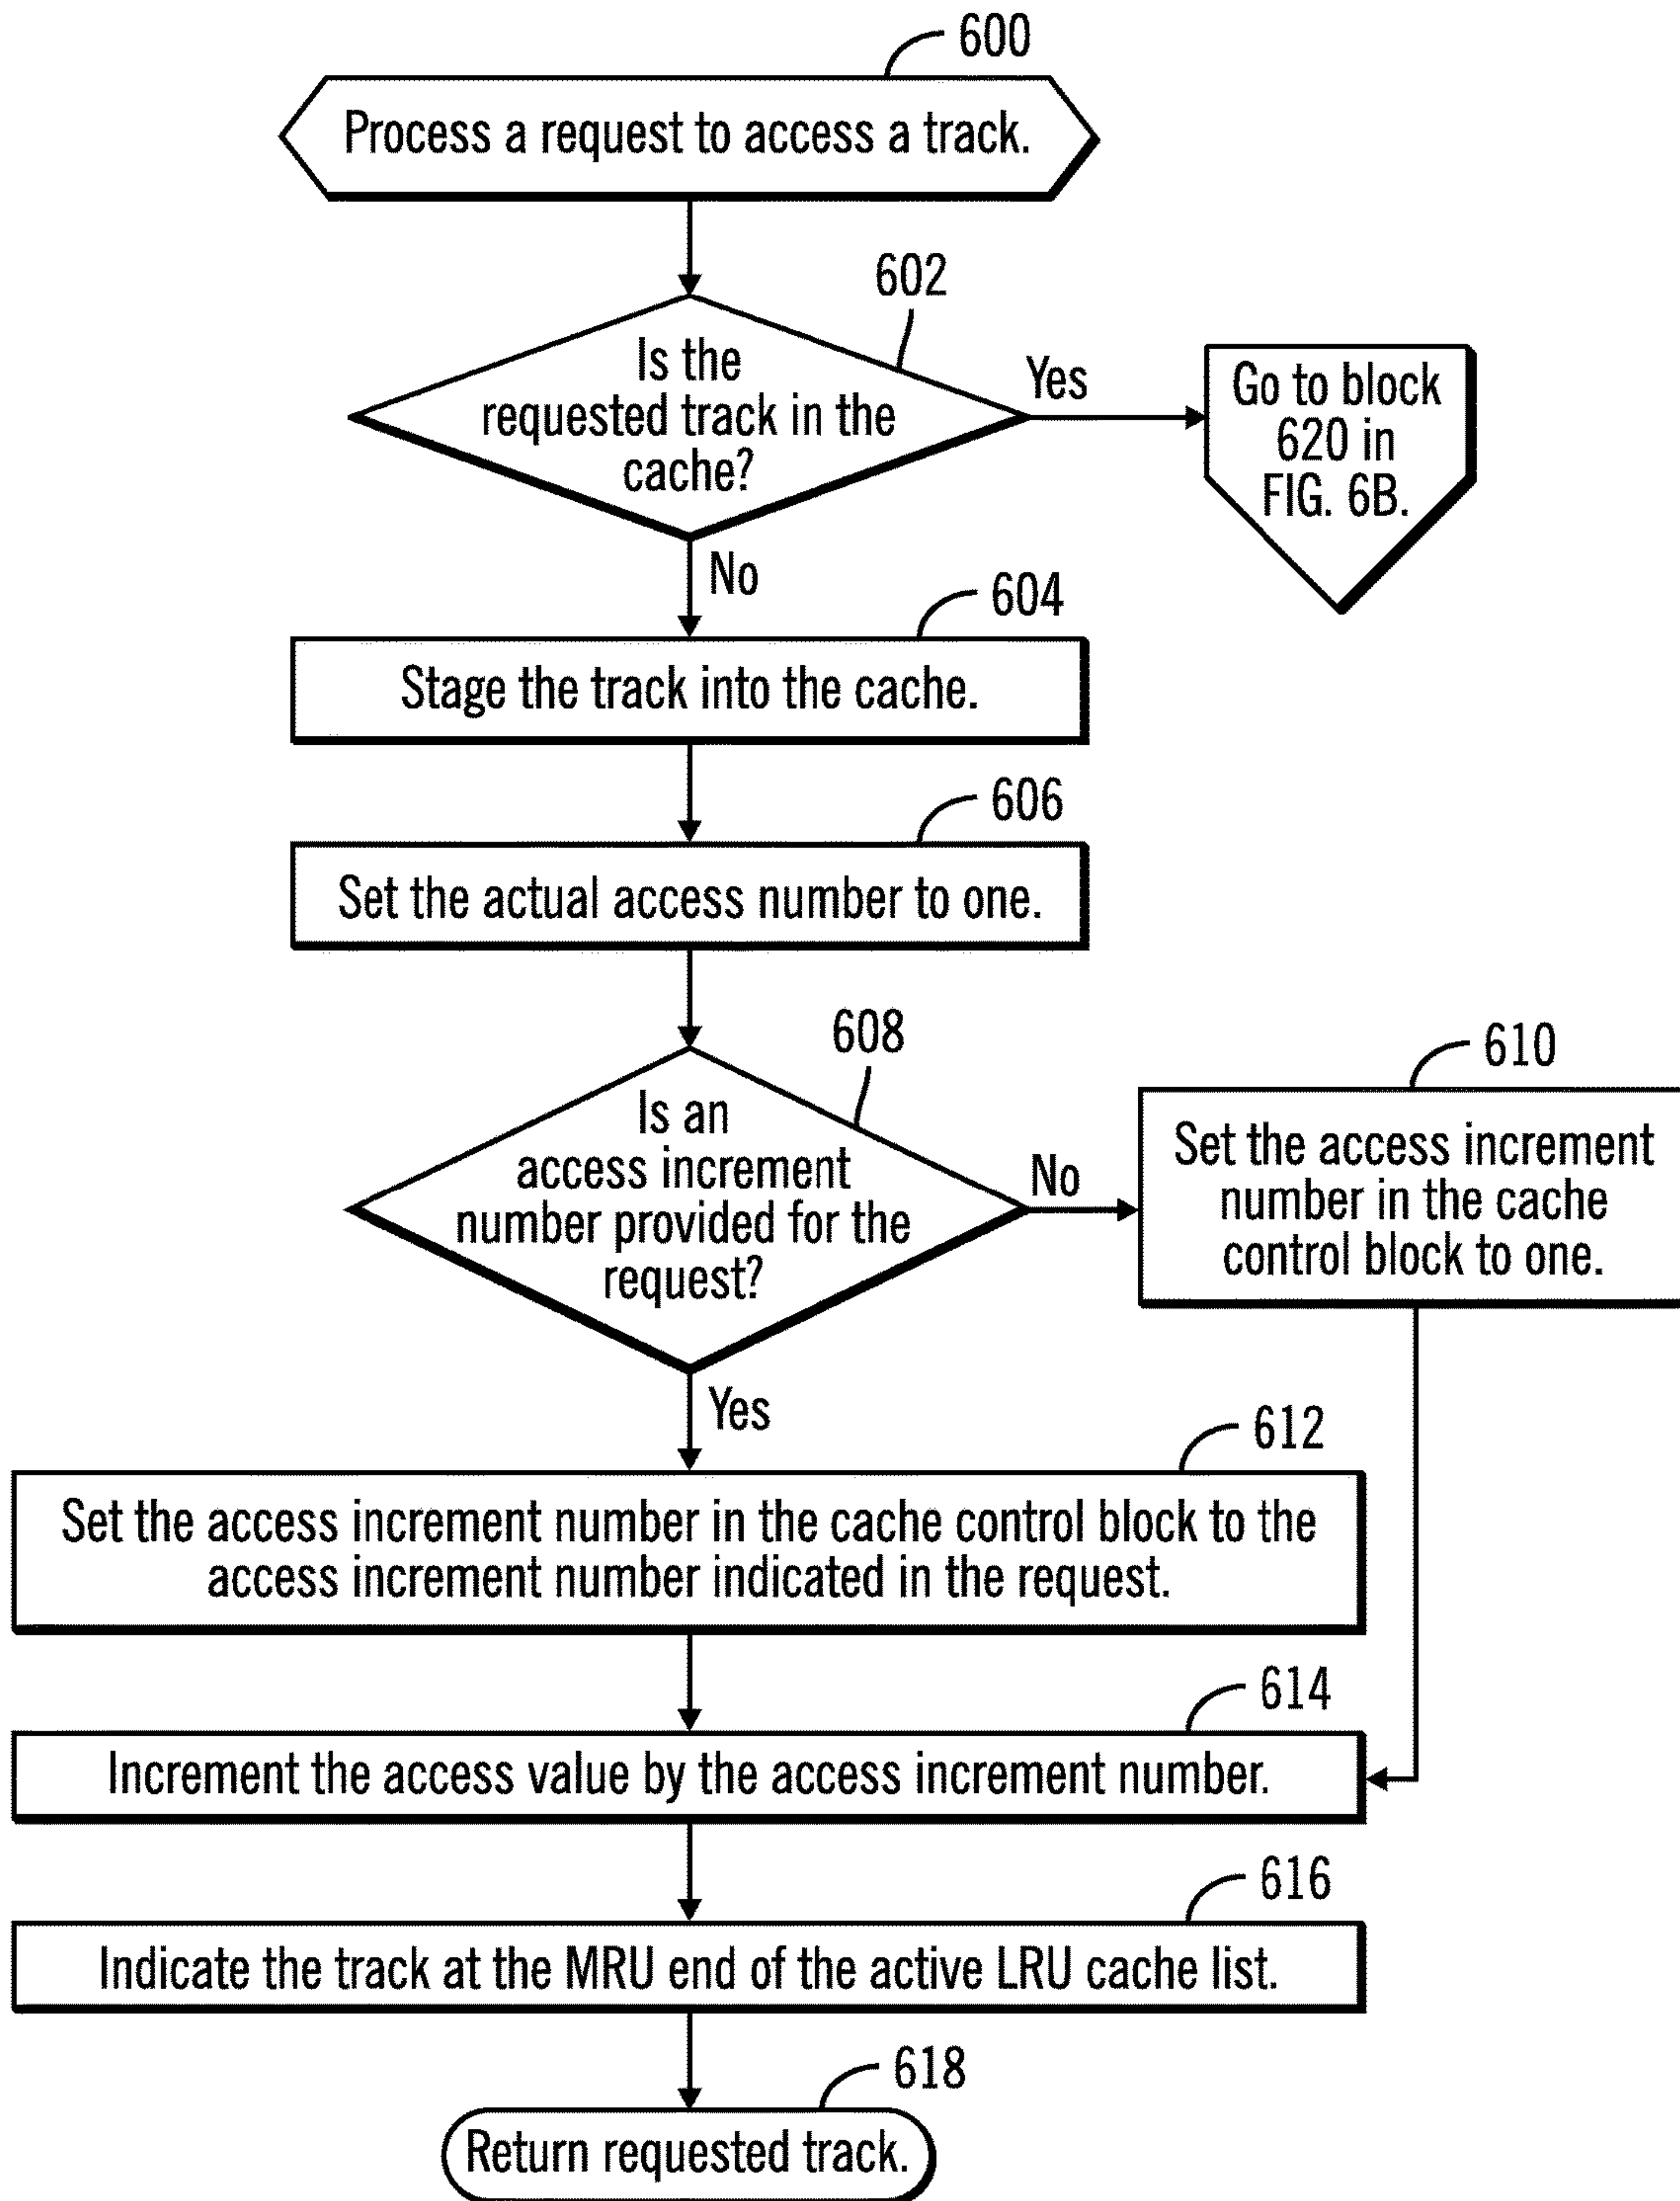 600
Process a request to access a track.
602
Is the
requested track in the
cache?
Yes
Go to block
620 in
FIG. 6B.
No
604
Stage the track into the cache.
606
Set the actual access number to one.
608
Is an
access increment
number provided for the
request?
No
610
Set the access increment
number in the cache
control block to one.
Yes
612
Set the access increment number in the cache control block to the
access increment number indicated in the request.
614
Increment the access value by the access increment number.
616
Indicate the track at the MRU end of the active LRU cache list.
618
Return requested track.